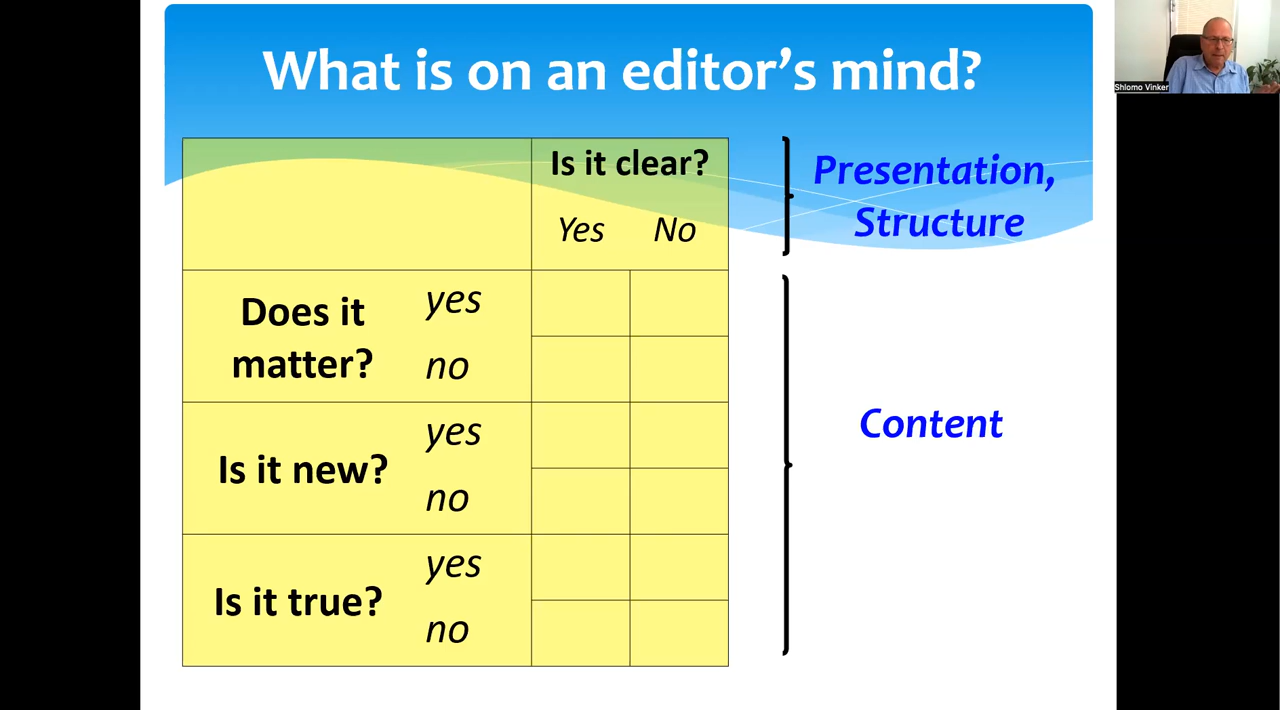 What is on an editor's mind?
Shlomo Vinker
Is it clear?
Yes No
Presentation,
Structure
Does it
matter?
yes
no
Is it new?
yes
no
Is it true?
yes
no
Content